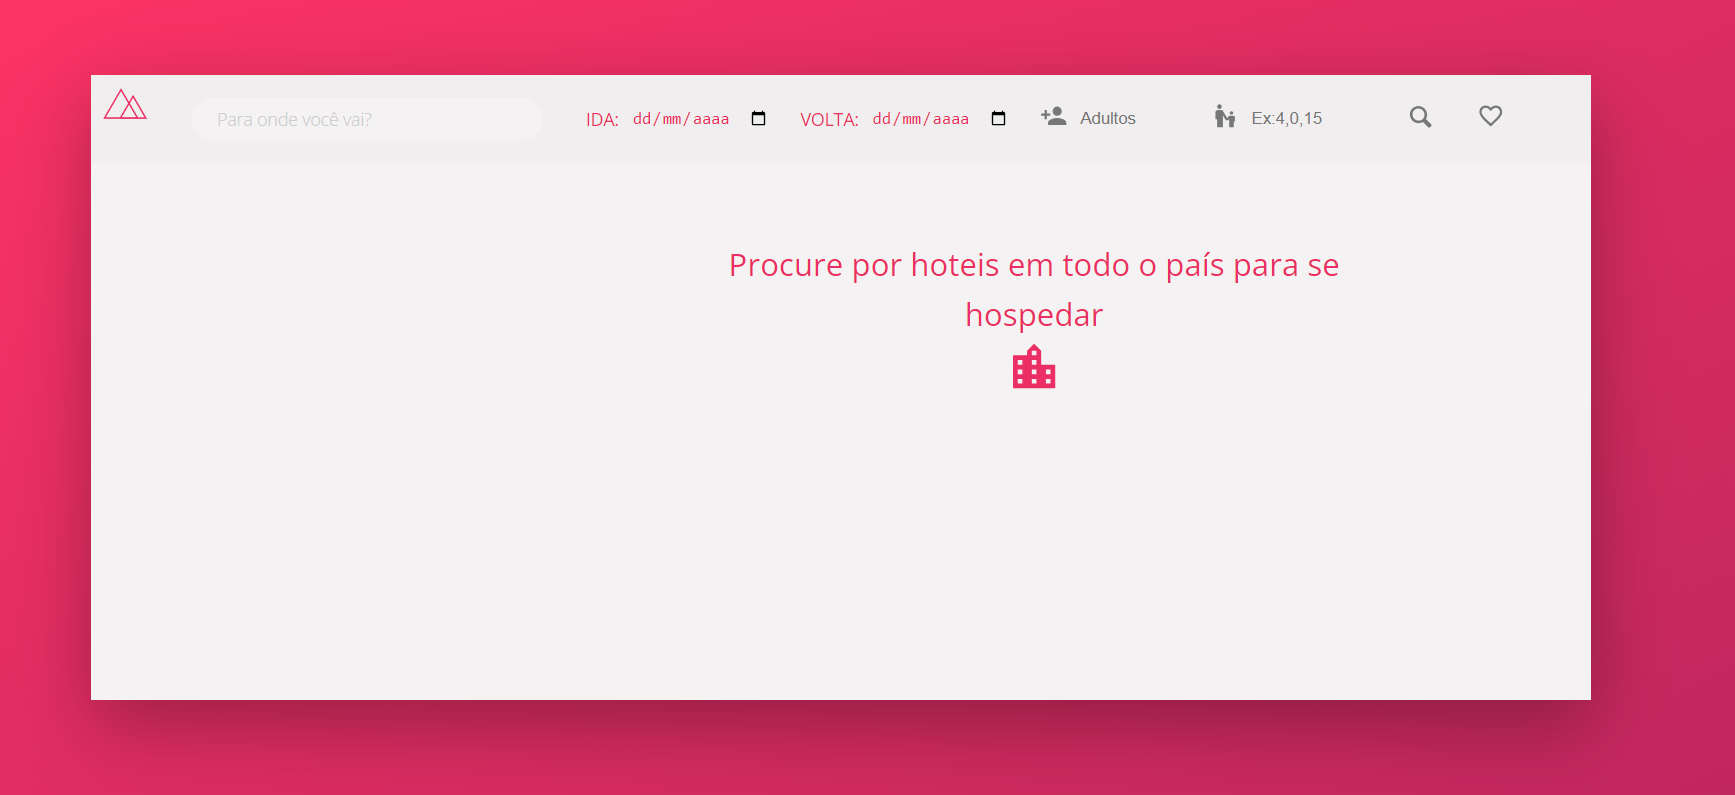 Para onde você vai? IDA: dd/mm/aaaa VOLTA: dd/mm/aaaa Adultos Ex:4,0,15
Procure por hoteis em todo o país para se
hospedar